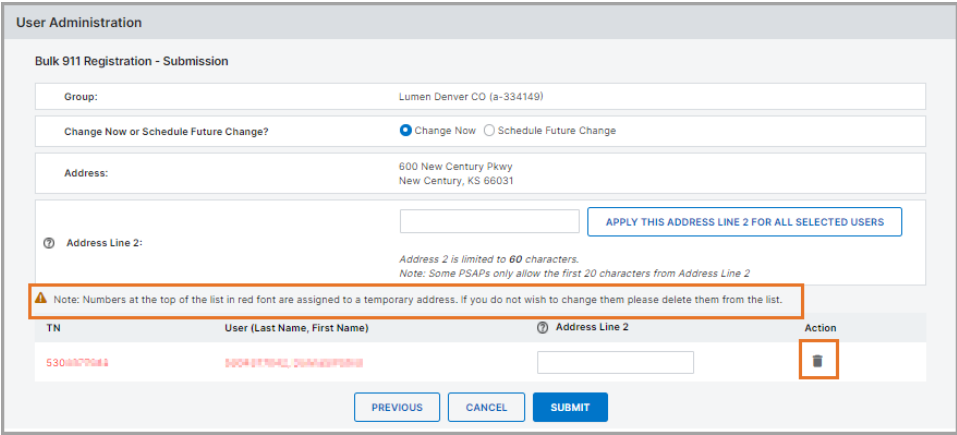 User Administration
Bulk 911 Registration - Submission
Group: Lumen Denver CO (a-334149)
Change Now or Schedule Future Change? Change Now Schedule Future Change
Address: 600 New Century Pkwy
New Century, KS 66031
APPLY THIS ADDRESS LINE 2 FOR ALL SELECTED USERS
Address Line 2:
Address 2 is limited to 60 characters.
Note: Some PSAPs only allow the first 20 characters from Address Line 2
Note: Numbers at the top of the list in red font are assigned to a temporary address. If you do not wish to change them please delete them from the list.
TN User (Last Name, First Name) Address Line 2 Action
PREVIOUS CANCEL SUBMIT